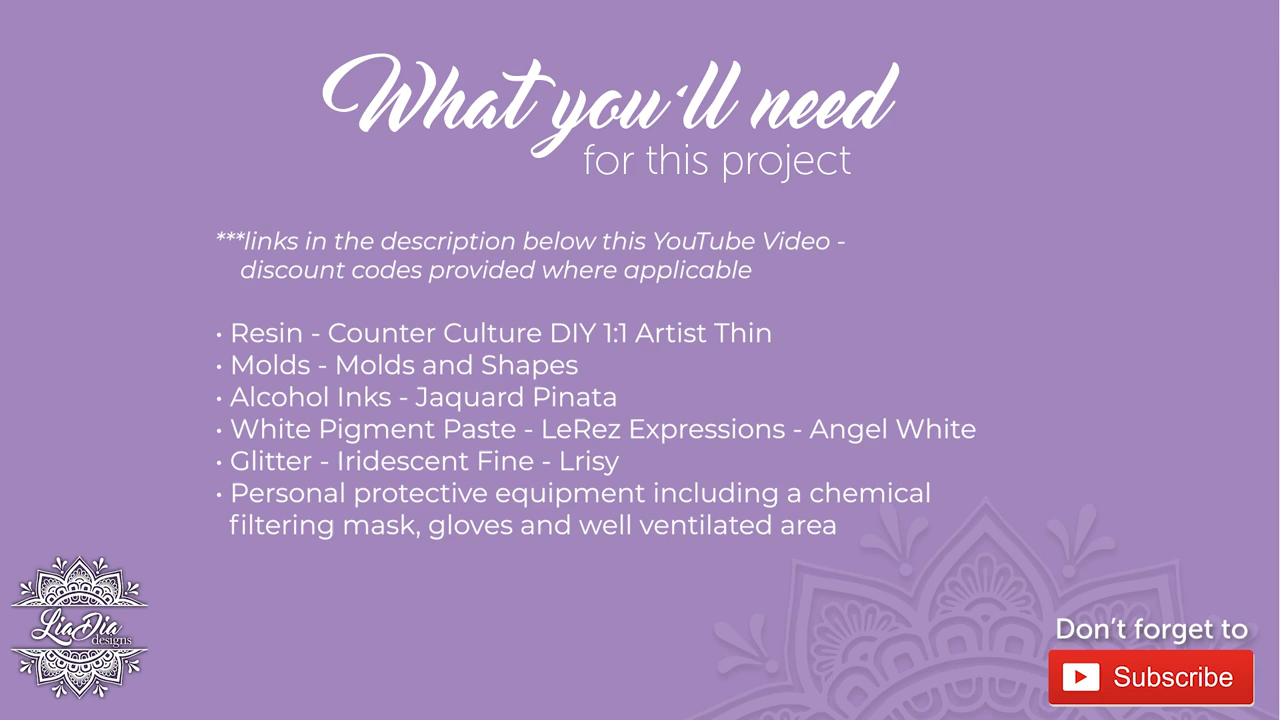 What you'll need
for this project
***links in the description below this YouTube Video -
discount codes provided where applicable
• Resin - Counter Culture DIY 1:1 Artist Thin
• Molds - Molds and Shapes
• Alcohol Inks - Jaquard Pinata
• White Pigment Paste - LeRez Expressions - Angel White
• Glitter - Iridescent Fine - Lrisy
• Personal protective equipment including a chemical
filtering mask, gloves and well ventilated area
LiaDia
designs
Don't forget to
Subscribe